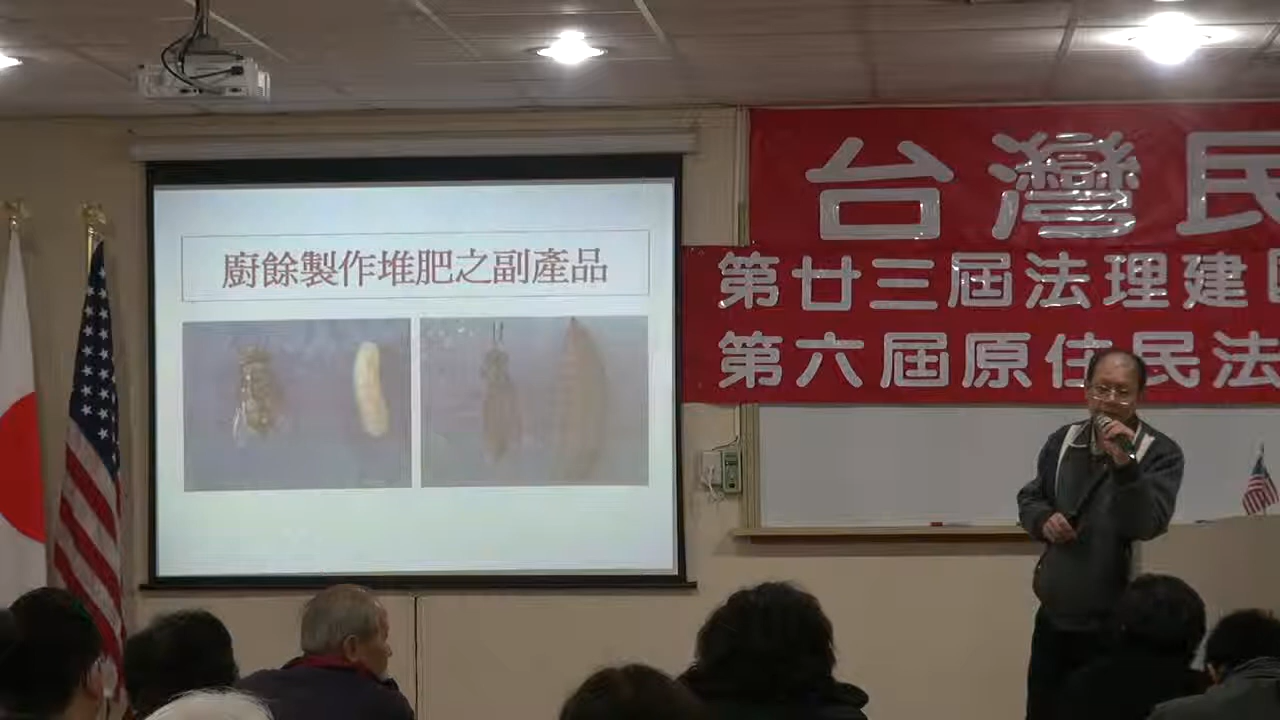 廚餘製作堆肥之副產品
台灣民
第廿三屆法理建
第六屆原住民法